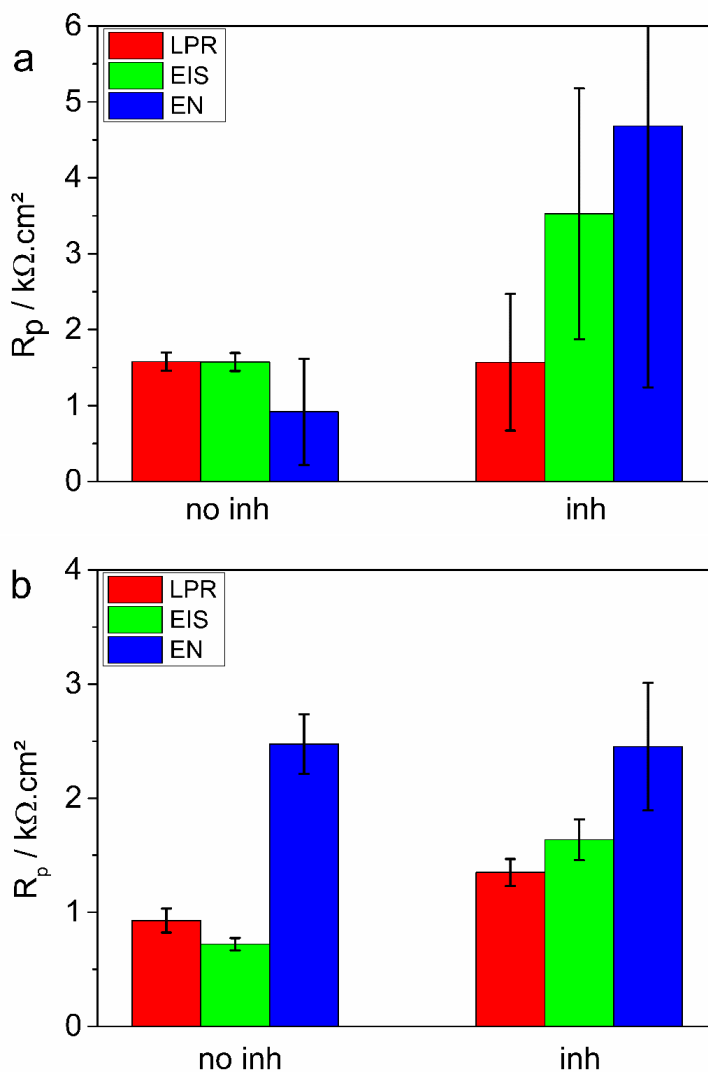 a
6
LPR
EIS
EN
5
4
3
2
1
0
Rp / kΩ.cm²
no inh
inh
b
4
LPR
EIS
EN
3
2
1
0
Rp / kΩ.cm²
no inh
inh